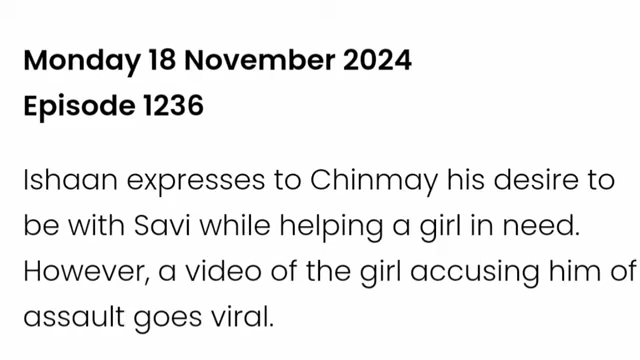 Monday 18 November 2024
Episode 1236
Ishaan expresses to Chinmay his desire to
be with Savi while helping a girl in need.
However, a video of the girl accusing him of
assault goes viral.